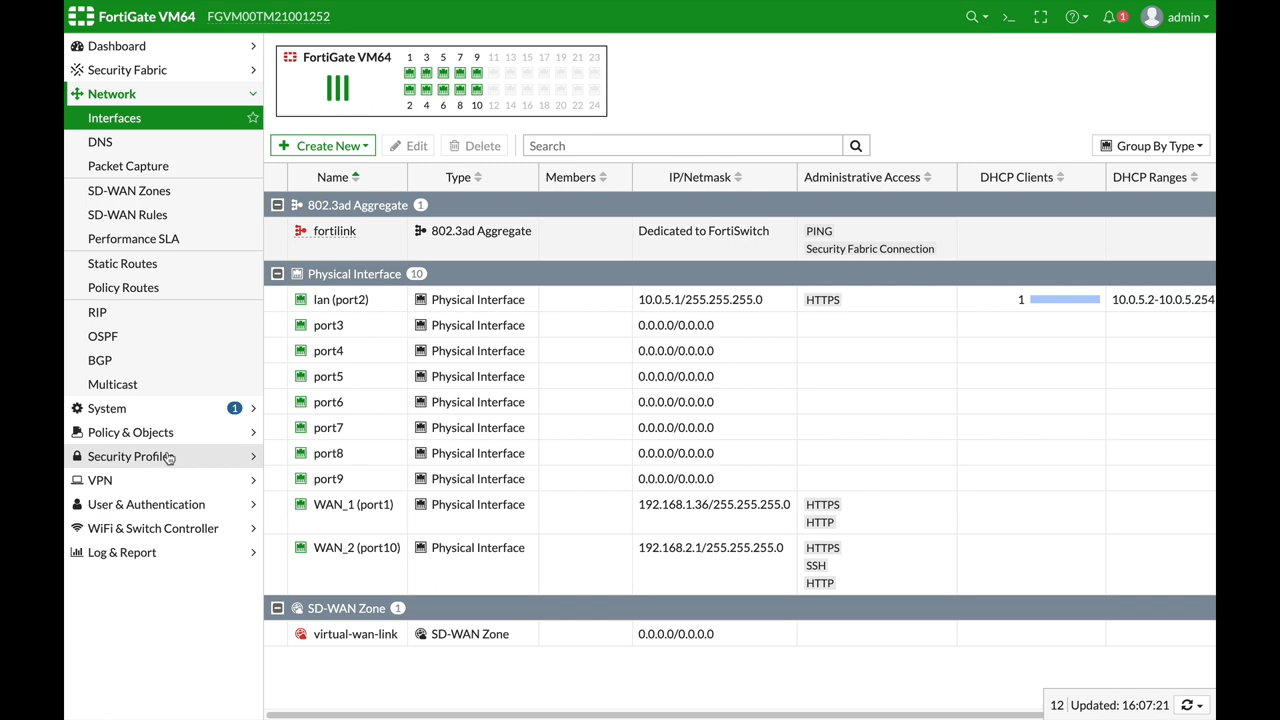 FortiGate VM64 FGVM00TM21001252
1 admin
Dashboard
Security Fabric
Network
Interfaces
DNS
Packet Capture
SD-WAN Zones
SD-WAN Rules
Performance SLA
Static Routes
Policy Routes
RIP
OSPF
BGP
Multicast
System 1
Policy & Objects
Security Profiles
VPN
User & Authentication
WiFi & Switch Controller
Log & Report
FortiGate VM64 1 3 5 7 9 11 13 15 17 19 21 23
2 4 6 8 10 12 14 16 18 20 22 24
Create New Edit Delete Search Group By Type
Name Type Members IP/Netmask Administrative Access DHCP Clients DHCP Ranges
802.3ad Aggregate 1
fortilink 802.3ad Aggregate Dedicated to FortiSwitch PING
Security Fabric Connection
Physical Interface 10
lan (port2) Physical Interface 10.0.5.1/255.255.255.0 HTTPS 1 10.0.5.2-10.0.5.254
port3 Physical Interface 0.0.0.0/0.0.0.0
port4 Physical Interface 0.0.0.0/0.0.0.0
port5 Physical Interface 0.0.0.0/0.0.0.0
port6 Physical Interface 0.0.0.0/0.0.0.0
port7 Physical Interface 0.0.0.0/0.0.0.0
port8 Physical Interface 0.0.0.0/0.0.0.0
port9 Physical Interface 0.0.0.0/0.0.0.0
WAN_1 (port1) Physical Interface 192.168.1.36/255.255.255.0 HTTPS
HTTP
WAN_2 (port10) Physical Interface 192.168.2.1/255.255.255.0 HTTPS
SSH
HTTP
SD-WAN Zone 1
virtual-wan-link SD-WAN Zone 0.0.0.0/0.0.0.0
12 Updated: 16:07:21